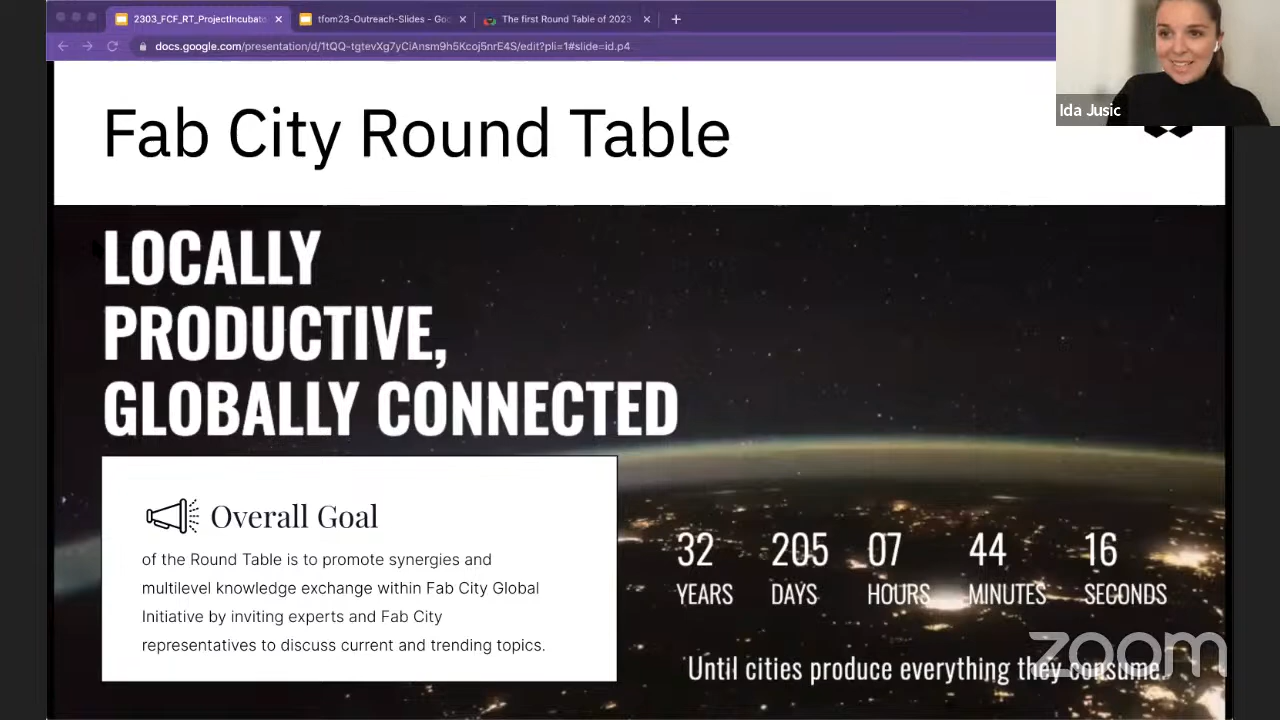 2303_FCF_RT_ProjectIncubat
tfom23-Outreach-Slides - Goo
The first Round Table of 2023
docs.google.com/presentation/d/1tQQ-tgtevXg7yCiAnsm9h5Kcoj5nrE4S/edit?pli=1#slide=id.p4
Ida Jusic
Fab City Round Table
LOCALLY
PRODUCTIVE,
GLOBALLY CONNECTED
Overall Goal
of the Round Table is to promote synergies and
multilevel knowledge exchange within Fab City Global
Initiative by inviting experts and Fab City
representatives to discuss current and trending topics.
32 205 07 44 16
YEARS DAYS HOURS MINUTES SECONDS
Until cities produce everything they consume.
zoom